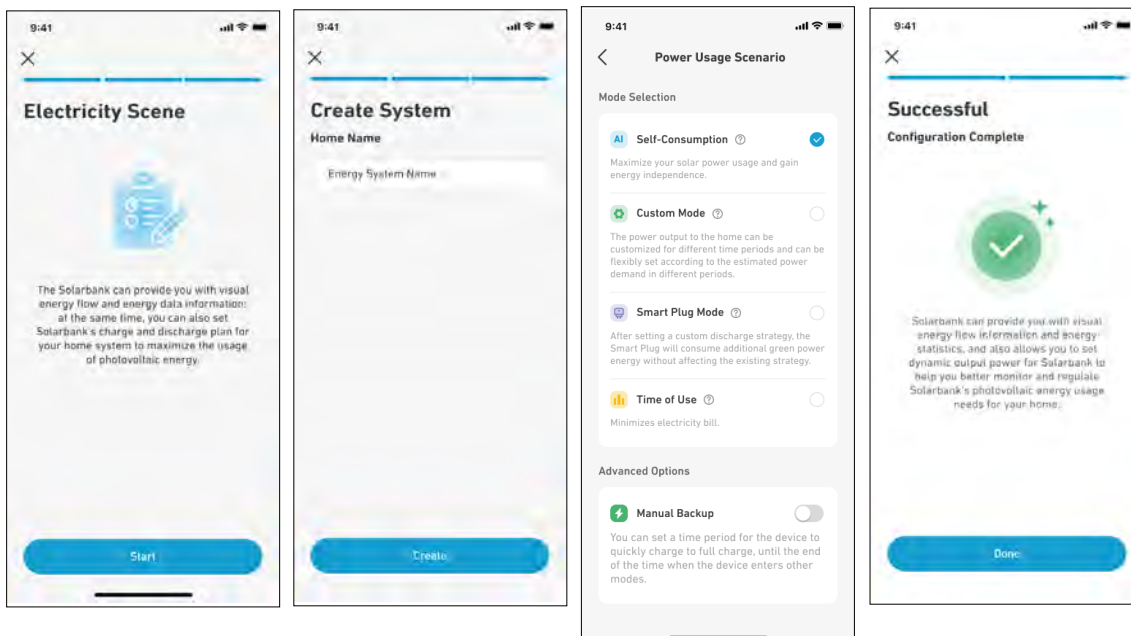 9:41
Electricity Scene
The Solarbank can provide you with visual
energy flow and energy data information:
at the same time, you can also set
Solarbank's charge and discharge plan for
your home system to maximize the usage
of photovoltaic energy.
Start
9:41
Create System
Home Name
Energy System Name
Create
9:41
Power Usage Scenario
Mode Selection
AI Self-Consumption ?
Maximize your solar power usage and gain
energy independence.
Custom Mode ?
The power output to the home can be
customized for different time periods and can be
flexibly set according to the estimated power
demand in different periods.
Smart Plug Mode ?
After setting a custom discharge strategy, the
Smart Plug will consume additional green power
energy without affecting the existing strategy.
Time of Use ?
Minimizes electricity bill.
Advanced Options
Manual Backup
You can set a time period for the device to
quickly charge to full charge, until the end
of the time when the device enters other
modes.
9:41
Successful
Configuration Complete
Solarbank can provide you with visual
energy flow information and energy
statistics, and also allows you to set
dynamic output power for Solarbank to
help you better monitor and regulate
Solarbank's photovoltaic energy usage
needs for your home.
Done